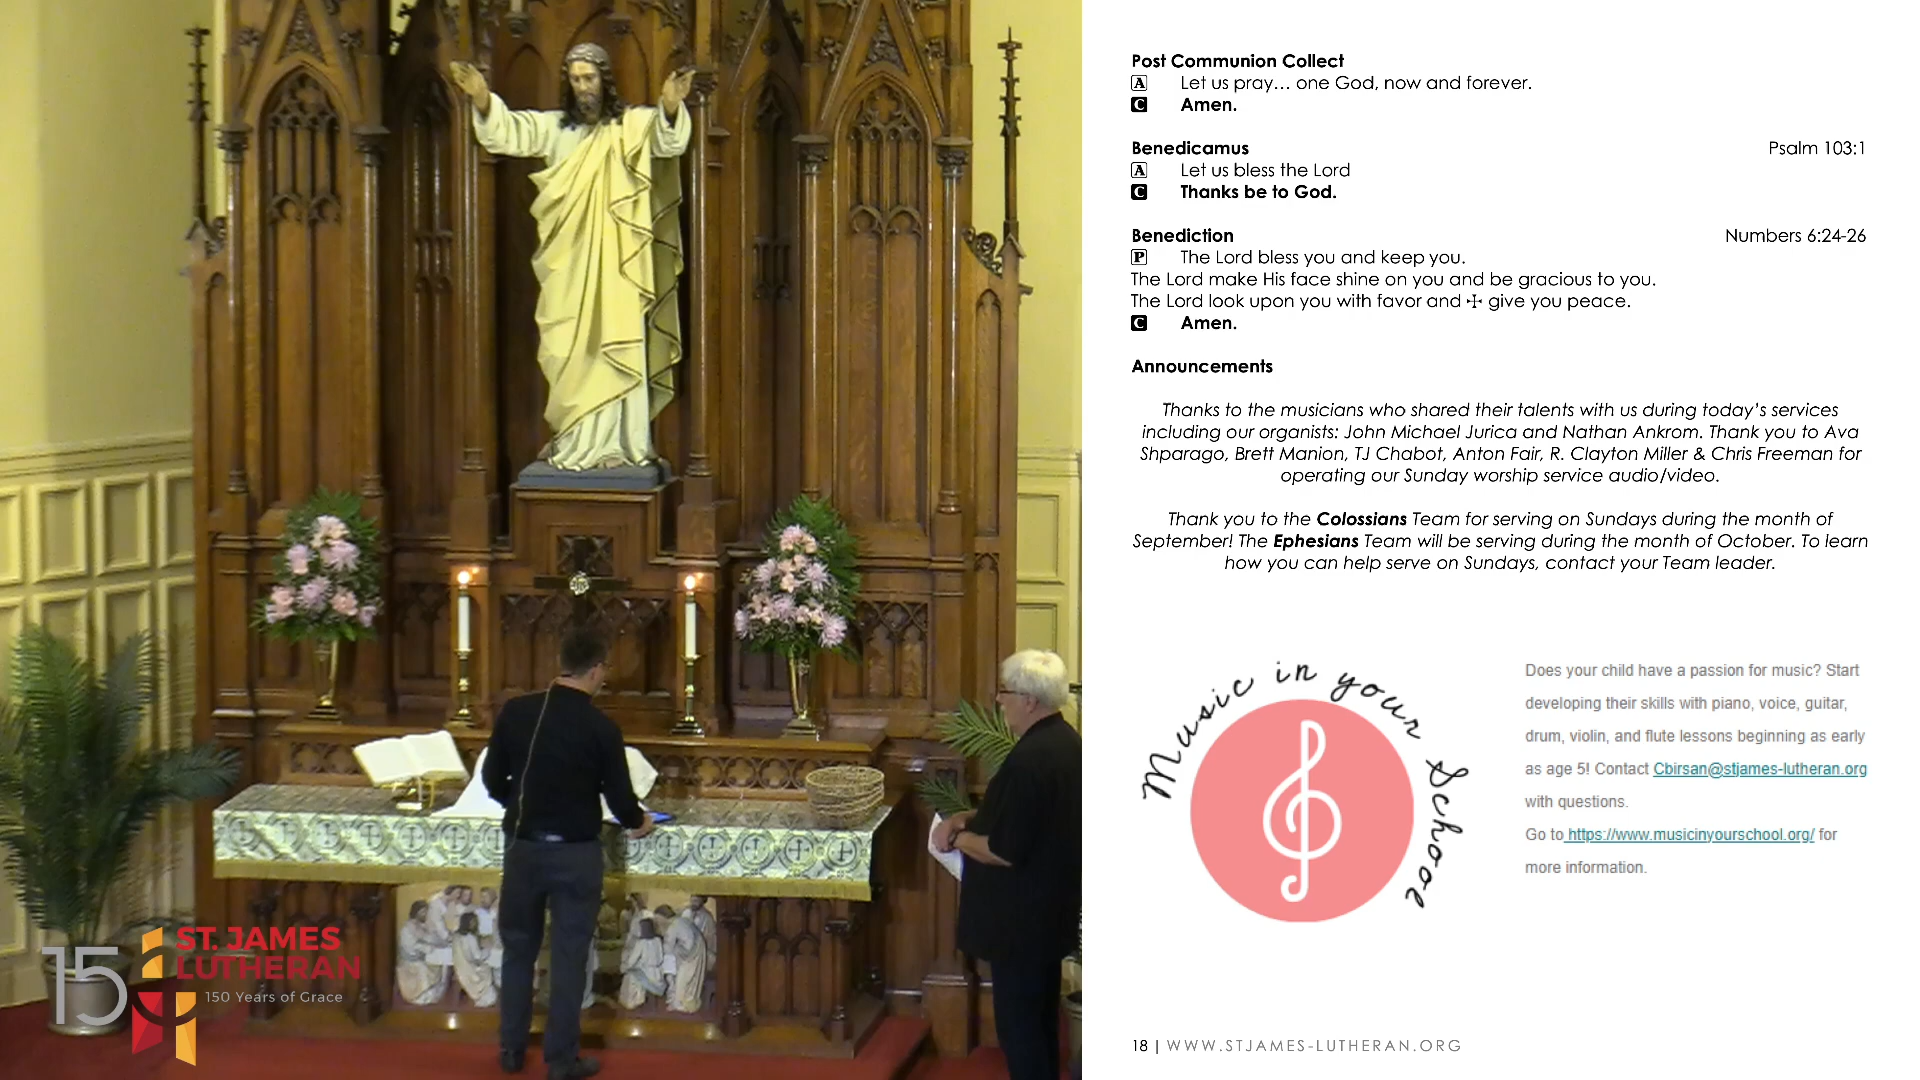 Post Communion Collect
A Let us pray… one God, now and forever.
C Amen.
Benedicamus Psalm 103:1
A Let us bless the Lord
C Thanks be to God.
Benediction Numbers 6:24-26
P The Lord bless you and keep you.
The Lord make His face shine on you and be gracious to you.
The Lord look upon you with favor and ☩ give you peace.
C Amen.
Announcements
Thanks to the musicians who shared their talents with us during today's services
including our organists: John Michael Jurica and Nathan Ankrom. Thank you to Ava
Shparago, Brett Manion, TJ Chabot, Anton Fair, R. Clayton Miller & Chris Freeman for
operating our Sunday worship service audio/video.
Thank you to the Colossians Team for serving on Sundays during the month of
September! The Ephesians Team will be serving during the month of October. To learn
how you can help serve on Sundays, contact your Team leader.
Music in your School
Does your child have a passion for music? Start
developing their skills with piano, voice, guitar,
drum, violin, and flute lessons beginning as early
as age 5! Contact Cbirsan@stjames-lutheran.org
with questions.
Go to https://www.musicinyourschool.org/ for
more information.
150
ST. JAMES
LUTHERAN
150 Years of Grace
18 | WWW.STJAMES-LUTHERAN.ORG